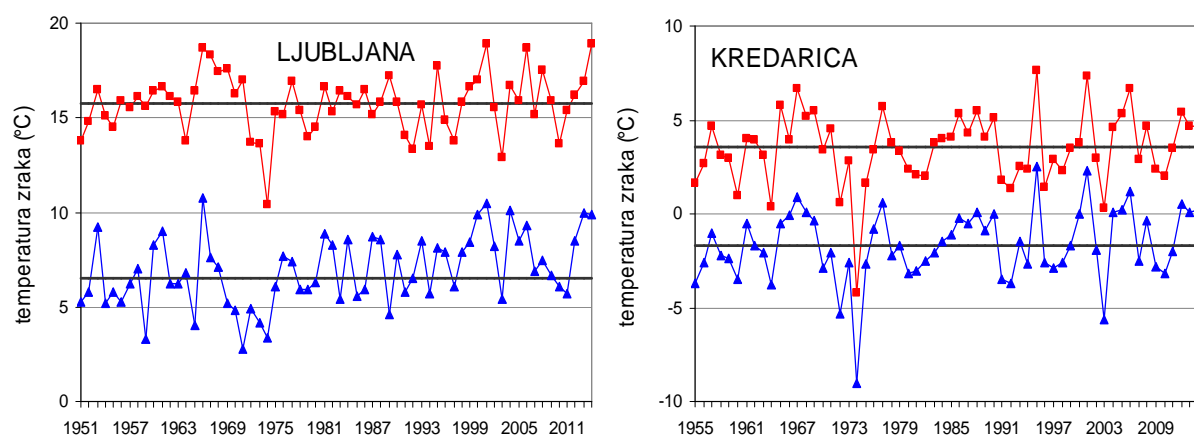 LJUBLJANA
temperatura zraka (°C)
20
15
10
5
0
1951 1957 1963 1969 1975 1981 1987 1993 1999 2005 2011
KREDARICA
temperatura zraka (°C)
10
5
0
-5
-10
1955 1961 1967 1973 1979 1985 1991 1997 2003 2009